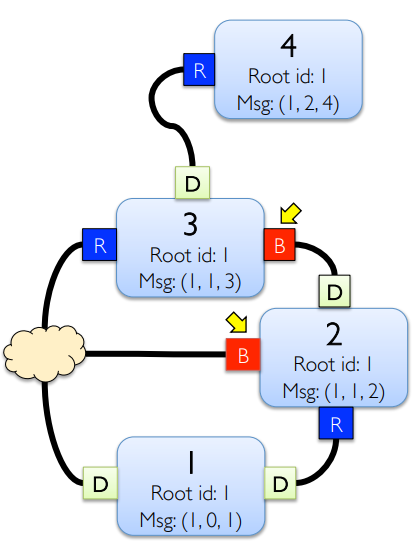 4
R
Root id: 1
Msg: (1, 2, 4)
D
3
R
B
Root id: 1
Msg: (1, 1, 3)
D
2
B
Root id: 1
Msg: (1, 1, 2)
R
1
D
D
Root id: 1
Msg: (1, 0, 1)